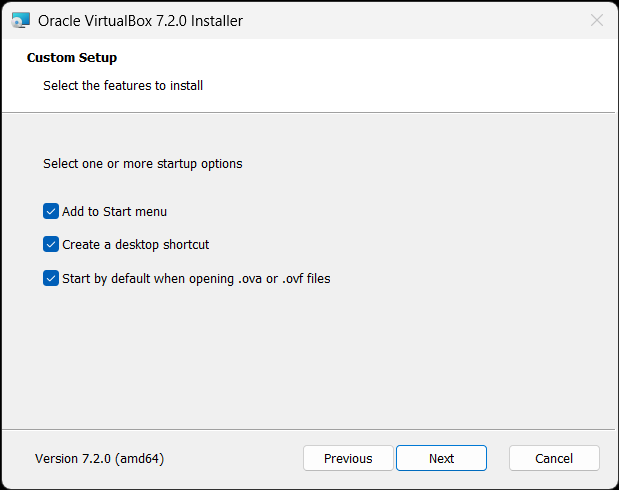 Oracle VirtualBox 7.2.0 Installer
Custom Setup
Select the features to install
Select one or more startup options
Add to Start menu
Create a desktop shortcut
Start by default when opening .ova or .ovf files
Version 7.2.0 (amd64)
Previous
Next
Cancel